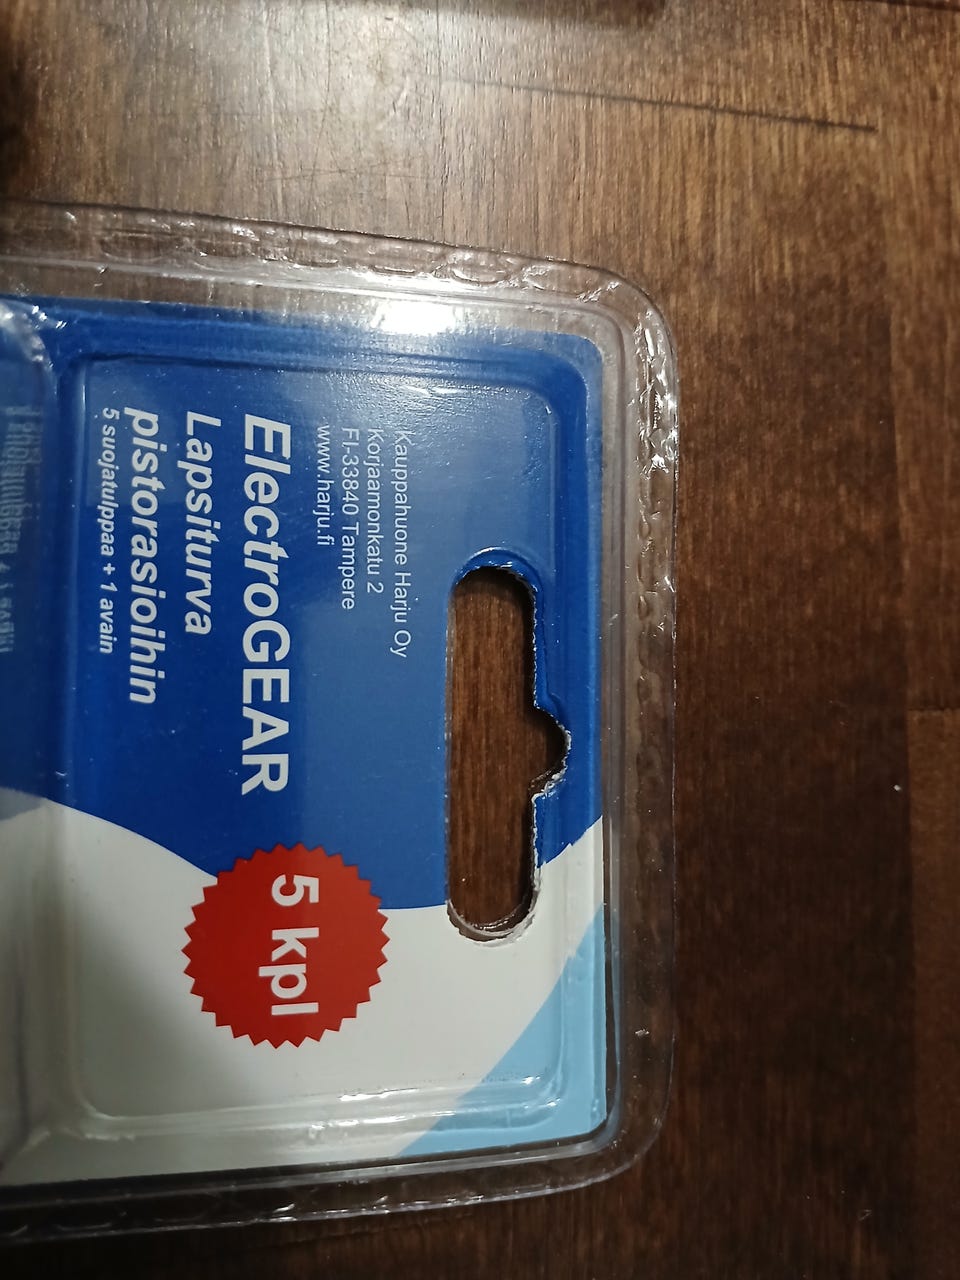 Kauppahuone Harju Oy
Korjaamonkatu 2
FI-33840 Tampere
www.harju.fi
ElectroGEAR
Lapsiturva
pistorasioihin
5 suojatulppaa + 1 avain
5 kpl